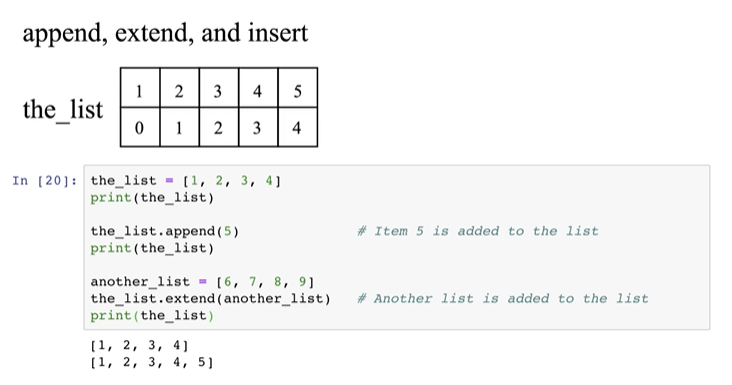 append, extend, and insert
1 2 3 4 5
the_list
0 1 2 3 4
In [20]: the_list = [1, 2, 3, 4]
print(the_list)
the_list.append(5) # Item 5 is added to the list
print(the_list)
another_list = [6, 7, 8, 9]
the_list.extend(another_list) # Another list is added to the list
print(the_list)
[1, 2, 3, 4]
[1, 2, 3, 4, 5]